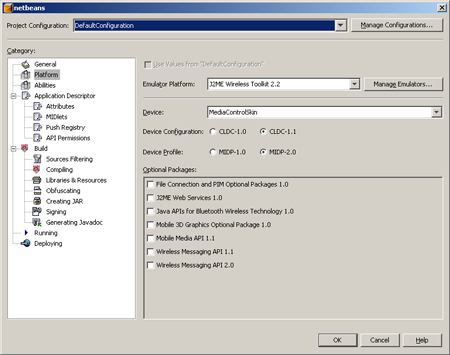 netbeans
Project Configuration: DefaultConfiguration Manage Configurations...
Category:
General
Platform
Abilities
Application Descriptor
Attributes
MIDlets
Push Registry
API Permissions
Build
Sources Filtering
Compiling
Libraries & Resources
Obfuscating
Creating JAR
Signing
Generating Javadoc
Running
Deploying
Use Values from "DefaultConfiguration"
Emulator Platform: J2ME Wireless Toolkit 2.2 Manage Emulators...
Device: MediaControlSkin
Device Configuration: CLDC-1.0 CLDC-1.1
Device Profile: MIDP-1.0 MIDP-2.0
Optional Packages:
File Connection and PIM Optional Packages 1.0
J2ME Web Services 1.0
Java APIs for Bluetooth Wireless Technology 1.0
Mobile 3D Graphics Optional Package 1.0
Mobile Media API 1.1
Wireless Messaging API 1.1
Wireless Messaging API 2.0
OK Cancel Help